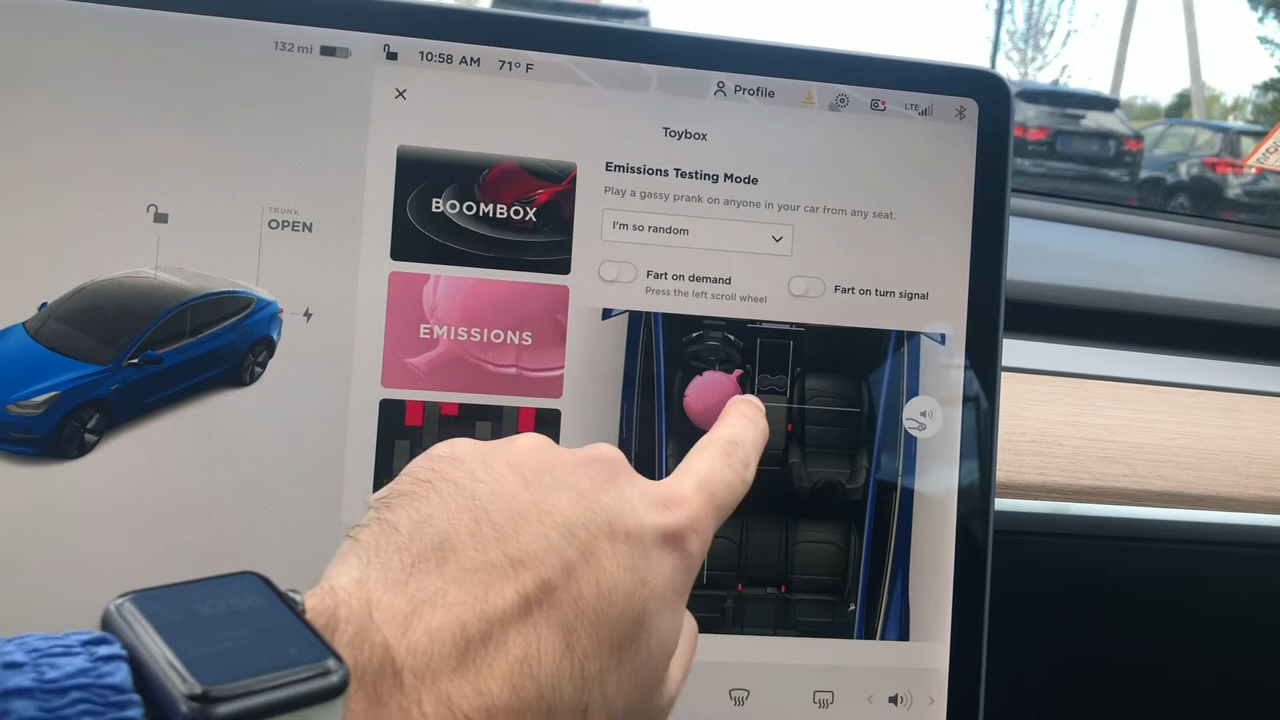 132 mi
10:58 AM 71° F
Profile
LTE
Toybox
TRUNK
OPEN
BOOMBOX
EMISSIONS
Emissions Testing Mode
Play a gassy prank on anyone in your car from any seat.
I'm so random
Fart on demand
Press the left scroll wheel
Fart on turn signal